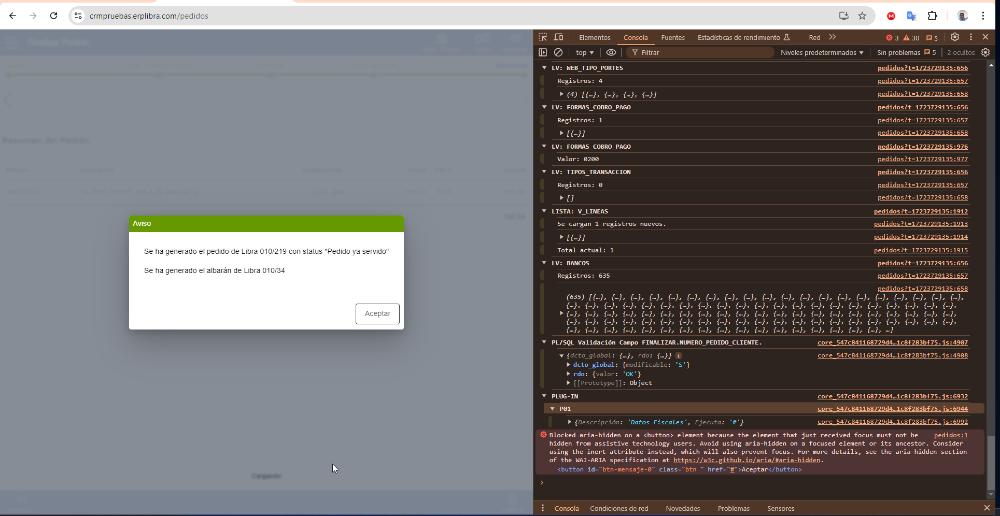 crmpruebas.erplibra.com/pedidos
Finalizar Pedido
Resumen del Pedido
Aviso
Se ha generado el pedido de Libra 010/219 con status "Pedido ya servido"
Se ha generado el albarán de Libra 010/34
Aceptar
Cargando
Elementos Consola Fuentes Estadísticas de rendimiento Red 3 30 5
top Filtrar Niveles predeterminados Sin problemas 5 2 ocultos
LV: WEB_TIPO_PORTES pedidos?t=1723729135:656
Registros: 4 pedidos?t=1723729135:657
(4) [{…}, {…}, {…}, {…}] pedidos?t=1723729135:658
LV: FORMAS_COBRO_PAGO pedidos?t=1723729135:656
Registros: 1 pedidos?t=1723729135:657
[{…}] pedidos?t=1723729135:658
LV: FORMAS_COBRO_PAGO pedidos?t=1723729135:976
Valor: 0200 pedidos?t=1723729135:977
LV: TIPOS_TRANSACCION pedidos?t=1723729135:656
Registros: 0 pedidos?t=1723729135:657
[] pedidos?t=1723729135:658
LISTA: V_LINEAS pedidos?t=1723729135:1912
Se cargan 1 registros nuevos. pedidos?t=1723729135:1913
[{…}] pedidos?t=1723729135:1914
Total actual: 1 pedidos?t=1723729135:1915
LV: BANCOS pedidos?t=1723729135:656
Registros: 635 pedidos?t=1723729135:657
pedidos?t=1723729135:658
(635) [{…}, {…}, {…}, {…}, {…}, {…}, {…}, {…}, {…}, {…}, {…}, {…}, {…}, {…}, {…}, {…}, {…}, {…}, {…}, {…},
{…}, {…}, {…}, {…}, {…}, {…}, {…}, {…}, {…}, {…}, {…}, {…}, {…}, {…}, {…}, {…}, {…}, {…}, {…}, {…}, {…},
{…}, {…}, {…}, {…}, {…}, {…}, {…}, {…}, {…}, {…}, {…}, {…}, {…}, {…}, {…}, {…}, {…}, {…}, {…}, {…}, {…},
{…}, {…}, {…}, {…}, {…}, {…}, {…}, {…}, {…}, {…}, {…}, {…}, {…}, {…}, {…}, {…}, {…}, {…}, {…}, {…}, {…},
{…}, {…}, {…}, {…}, {…}, {…}, {…}, {…}, {…}, {…}, {…}, {…}, {…}, {…}, {…}, {…}, {…}, …]
PL/SQL Validación Campo FINALIZAR.NUMERO_PEDIDO_CLIENTE. core_547c841168729d4…1c8f283bf75.js:4907
{dcto_global: {…}, rdo: {…}} i core_547c841168729d4…1c8f283bf75.js:4908
dcto_global: {modificable: 'S'}
rdo: {valor: 'OK'}
[[Prototype]]: Object
PLUG-IN core_547c841168729d4…1c8f283bf75.js:6932
P01 core_547c841168729d4…1c8f283bf75.js:6944
{Descripción: 'Datos Fiscales', Ejecuta: '#'} core_547c841168729d4…1c8f283bf75.js:6992
Blocked aria-hidden on a <button> element because the element that just received focus must not be pedidos:1
hidden from assistive technology users. Avoid using aria-hidden on a focused element or its ancestor. Consider
using the inert attribute instead, which will also prevent focus. For more details, see the aria-hidden section
of the WAI-ARIA specification at https://w3c.github.io/aria/#aria-hidden.
<button id="btn-mensaje-0" class="btn " href="#">Aceptar</button>
Consola Condiciones de red Novedades Problemas Sensores